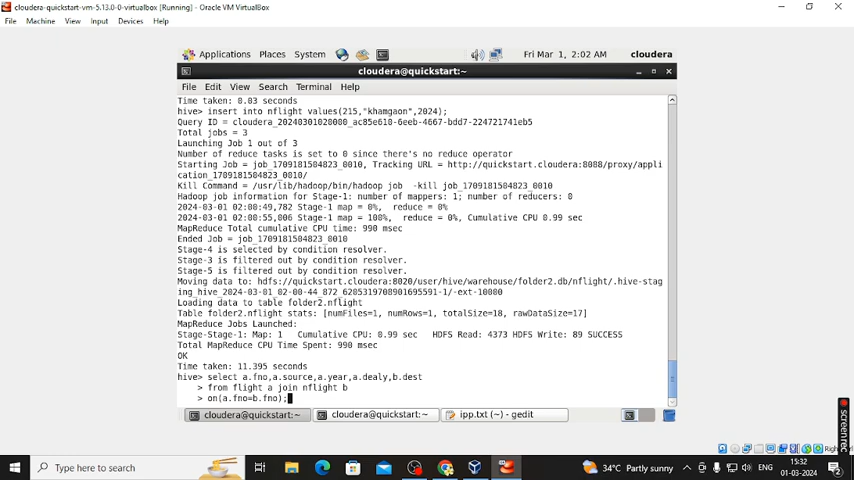 cloudera-quickstart-vm-5.13.0-0-virtualbox [Running] - Oracle VM VirtualBox
File Machine View Input Devices Help
Applications Places System Fri Mar 1, 2:02 AM cloudera
cloudera@quickstart:~
File Edit View Search Terminal Help
Time taken: 0.03 seconds
hive> insert into nflight values(215,"khamgaon",2024);
Query ID = cloudera_20240301020000_ac85e610-6eeb-4667-bdd7-224721741eb5
Total jobs = 3
Launching Job 1 out of 3
Number of reduce tasks is set to 0 since there's no reduce operator
Starting Job = job_1709181504823_0010, Tracking URL = http://quickstart.cloudera:8088/proxy/appli
cation_1709181504823_0010/
Kill Command = /usr/lib/hadoop/bin/hadoop job  -kill job_1709181504823_0010
Hadoop job information for Stage-1: number of mappers: 1; number of reducers: 0
2024-03-01 02:00:49,782 Stage-1 map = 0%,  reduce = 0%
2024-03-01 02:00:55,006 Stage-1 map = 100%,  reduce = 0%, Cumulative CPU 0.99 sec
MapReduce Total cumulative CPU time: 990 msec
Ended Job = job_1709181504823_0010
Stage-4 is selected by condition resolver.
Stage-3 is filtered out by condition resolver.
Stage-5 is filtered out by condition resolver.
Moving data to: hdfs://quickstart.cloudera:8020/user/hive/warehouse/folder2.db/nflight/.hive-stag
ing_hive_2024-03-01_02-00-44_872_6205319708901695591-1/-ext-10000
Loading data to table folder2.nflight
Table folder2.nflight stats: [numFiles=1, numRows=1, totalSize=18, rawDataSize=17]
MapReduce Jobs Launched:
Stage-Stage-1: Map: 1   Cumulative CPU: 0.99 sec   HDFS Read: 4373 HDFS Write: 89 SUCCESS
Total MapReduce CPU Time Spent: 990 msec
OK
Time taken: 11.395 seconds
hive> select a.fno,a.source,a.year,a.dealy,b.dest
> from flight a join nflight b
> on(a.fno=b.fno);
cloudera@quickstart:~ cloudera@quickstart:~ ipp.txt (~) - gedit
Right
screenrec
Type here to search 34°C Partly sunny ENG 15:32
01-03-2024 2